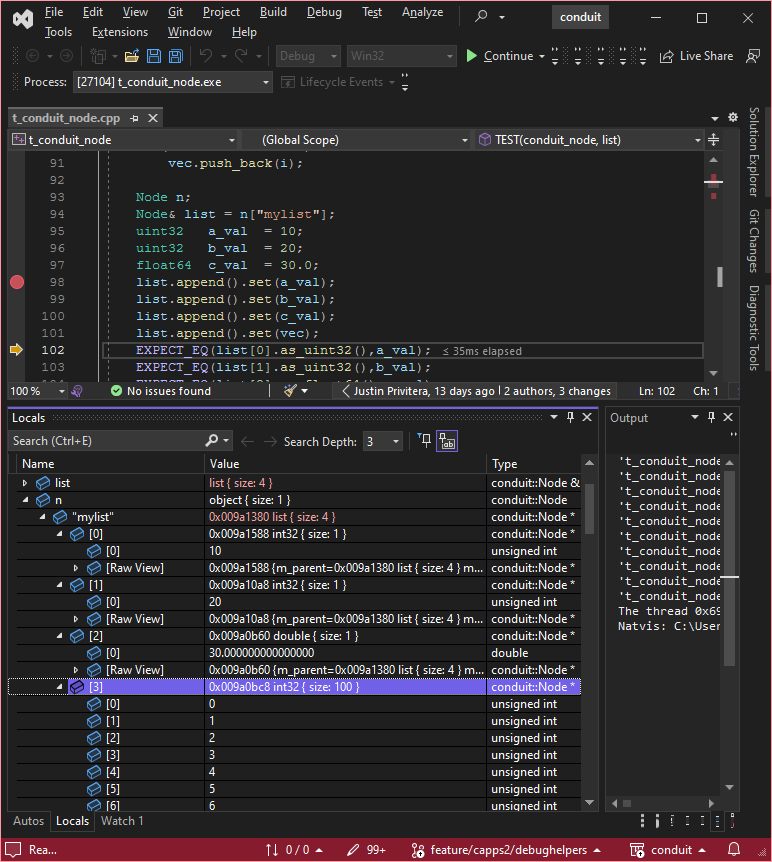 File Edit View Git Project Build Debug Test Analyze conduit
Tools Extensions Window Help
Debug Win32 Continue Live Share
Process: [27104] t_conduit_node.exe Lifecycle Events
t_conduit_node.cpp
t_conduit_node (Global Scope) TEST(conduit_node, list)
91 vec.push_back(i);
92
93 Node n;
94 Node& list = n["mylist"];
95 uint32 a_val = 10;
96 uint32 b_val = 20;
97 float64 c_val = 30.0;
98 list.append().set(a_val);
99 list.append().set(b_val);
100 list.append().set(c_val);
101 list.append().set(vec);
102 EXPECT_EQ(list[0].as_uint32(),a_val); ≤ 35ms elapsed
103 EXPECT_EQ(list[1].as_uint32(),b_val);
100 % No issues found Justin Privitera, 13 days ago | 2 authors, 3 changes Ln: 102 Ch: 1
Solution Explorer
Git Changes
Diagnostic Tools
Locals
Search (Ctrl+E) Search Depth: 3
Name Value Type
list list { size: 4 } conduit::Node &
n object { size: 1 } conduit::Node
"mylist" 0x009a1380 list { size: 4 } conduit::Node *
[0] 0x009a1588 int32 { size: 1 } conduit::Node *
[0] 10 unsigned int
[Raw View] 0x009a1588 {m_parent=0x009a1380 list { size: 4 } m... conduit::Node *
[1] 0x009a10a8 int32 { size: 1 } conduit::Node *
[0] 20 unsigned int
[Raw View] 0x009a10a8 {m_parent=0x009a1380 list { size: 4 } m... conduit::Node *
[2] 0x009a0b60 double { size: 1 } conduit::Node *
[0] 30.000000000000000 double
[Raw View] 0x009a0b60 {m_parent=0x009a1380 list { size: 4 } m... conduit::Node *
[3] 0x009a0bc8 int32 { size: 100 } conduit::Node *
[0] 0 unsigned int
[1] 1 unsigned int
[2] 2 unsigned int
[3] 3 unsigned int
[4] 4 unsigned int
[5] 5 unsigned int
[6] 6 unsigned int
Autos Locals Watch 1
Output
't_conduit_node
't_conduit_node
't_conduit_node
't_conduit_node
't_conduit_node
't_conduit_node
't_conduit_node
't_conduit_node
't_conduit_node
't_conduit_node
The thread 0x69
Natvis: C:\User
Rea... 0 / 0 99+ feature/capps2/debughelpers conduit